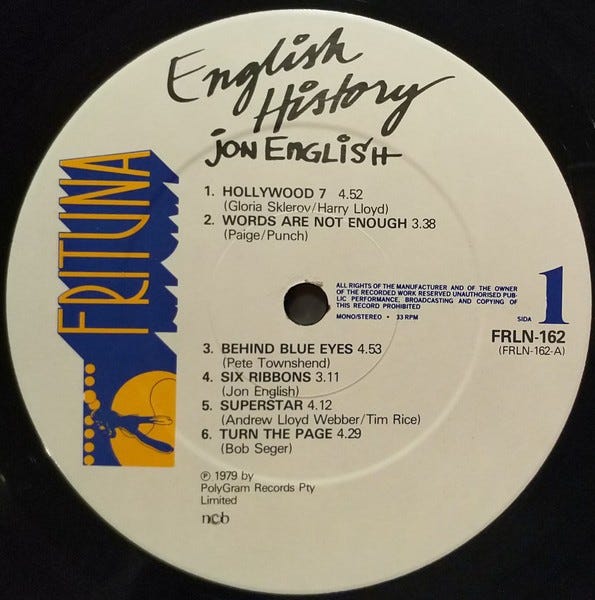 English
History
JON ENGLISH
FRITUNA
1. HOLLYWOOD 7 4.52
(Gloria Sklerov/Harry Lloyd)
2. WORDS ARE NOT ENOUGH 3.38
(Paige/Punch)
ALL RIGHTS OF THE MANUFACTURER AND OF THE OWNER
OF THE RECORDED WORK RESERVED UNAUTHORISED PUB-
LIC PERFORMANCE, BROADCASTING AND COPYING OF
THIS RECORD PROHIBITED
MONO/STEREO • 33 RPM
SIDA 1
FRLN-162
(FRLN-162-A)
3. BEHIND BLUE EYES 4.53
(Pete Townshend)
4. SIX RIBBONS 3.11
(Jon English)
5. SUPERSTAR 4.12
(Andrew Lloyd Webber/Tim Rice)
6. TURN THE PAGE 4.29
(Bob Seger)
℗ 1979 by
PolyGram Records Pty
Limited
ncb